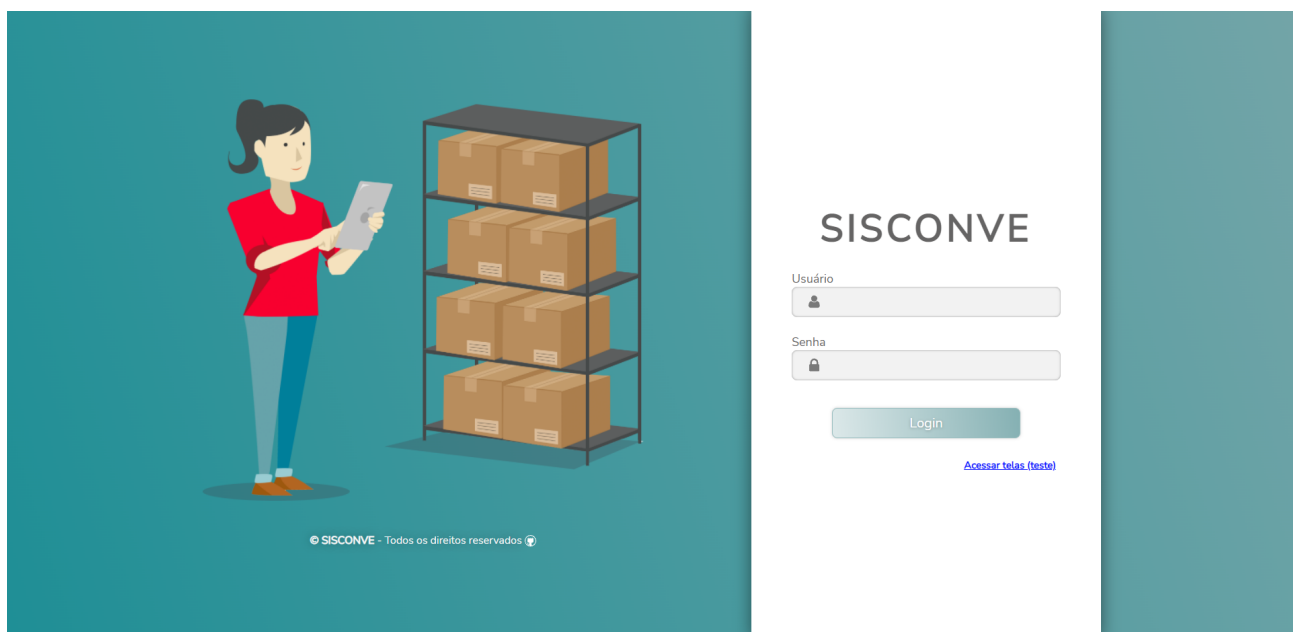 SISCONVE
Usuário
Senha
Login
Acessar telas (teste)
© SISCONVE - Todos os direitos reservados